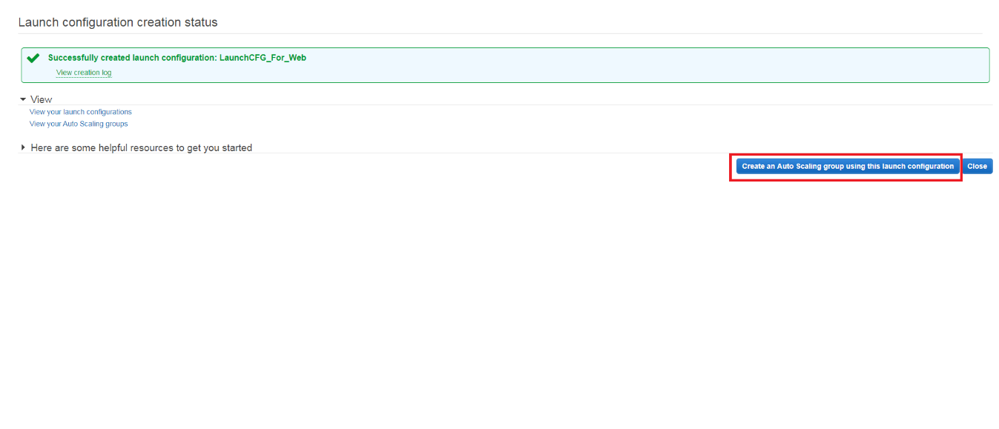 Launch configuration creation status
Successfully created launch configuration: LaunchCFG_For_Web
View creation log
View
View your launch configurations
View your Auto Scaling groups
Here are some helpful resources to get you started
Create an Auto Scaling group using this launch configuration
Close